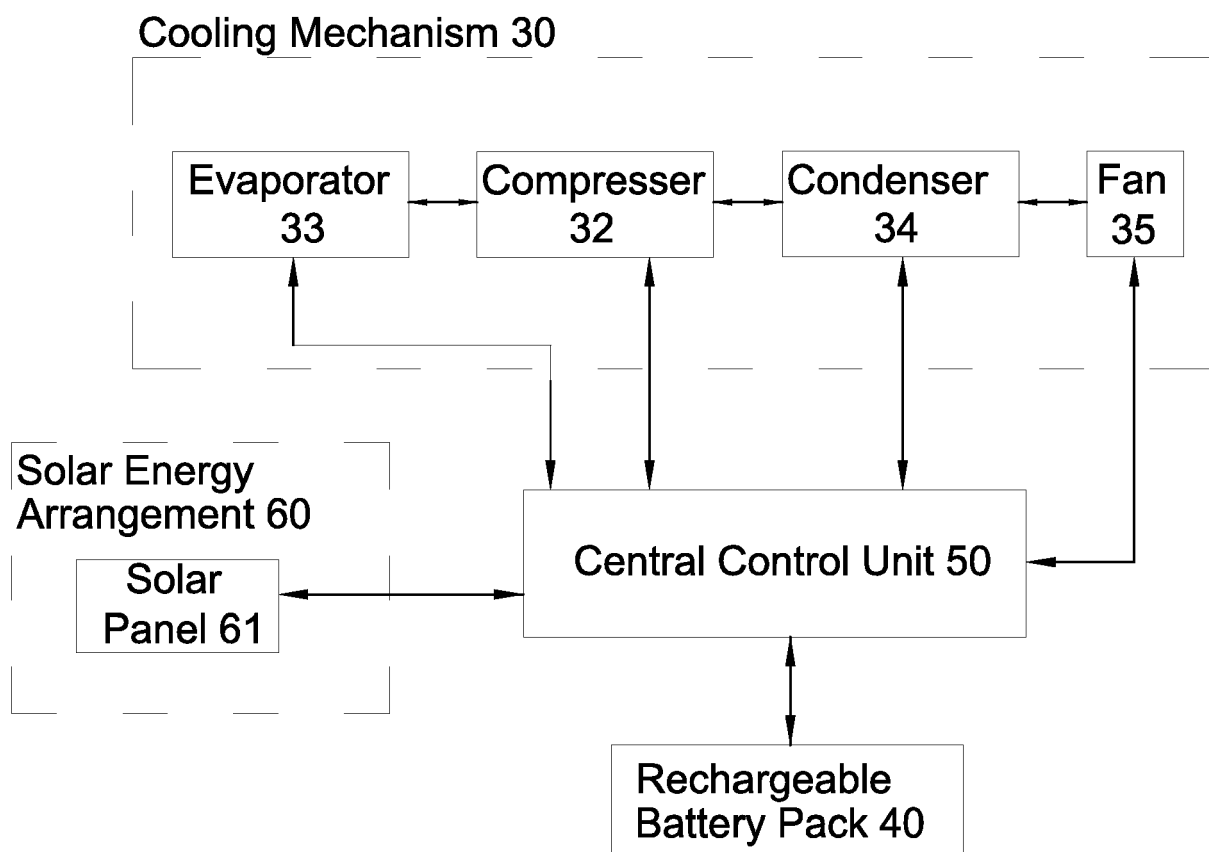 Cooling Mechanism 30
Evaporator
33
Compresser
32
Condenser
34
Fan
35
Solar Energy
Arrangement 60
Solar
Panel 61
Central Control Unit 50
Rechargeable
Battery Pack 40